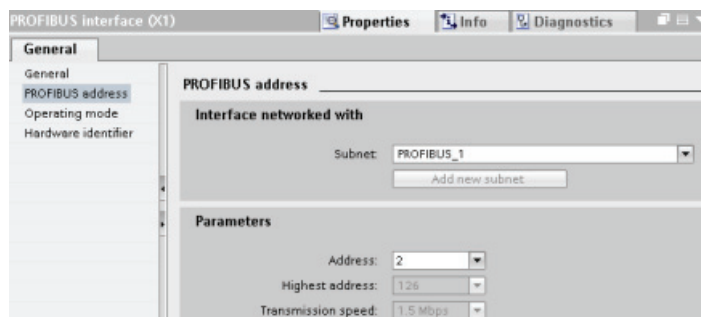 PROFIBUS interface (X1)
Properties
Info
Diagnostics
General
General
PROFIBUS address
Operating mode
Hardware identifier
PROFIBUS address
Interface networked with
Subnet: PROFIBUS_1
Add new subnet
Parameters
Address: 2
Highest address: 126
Transmission speed: 1.5 Mbps